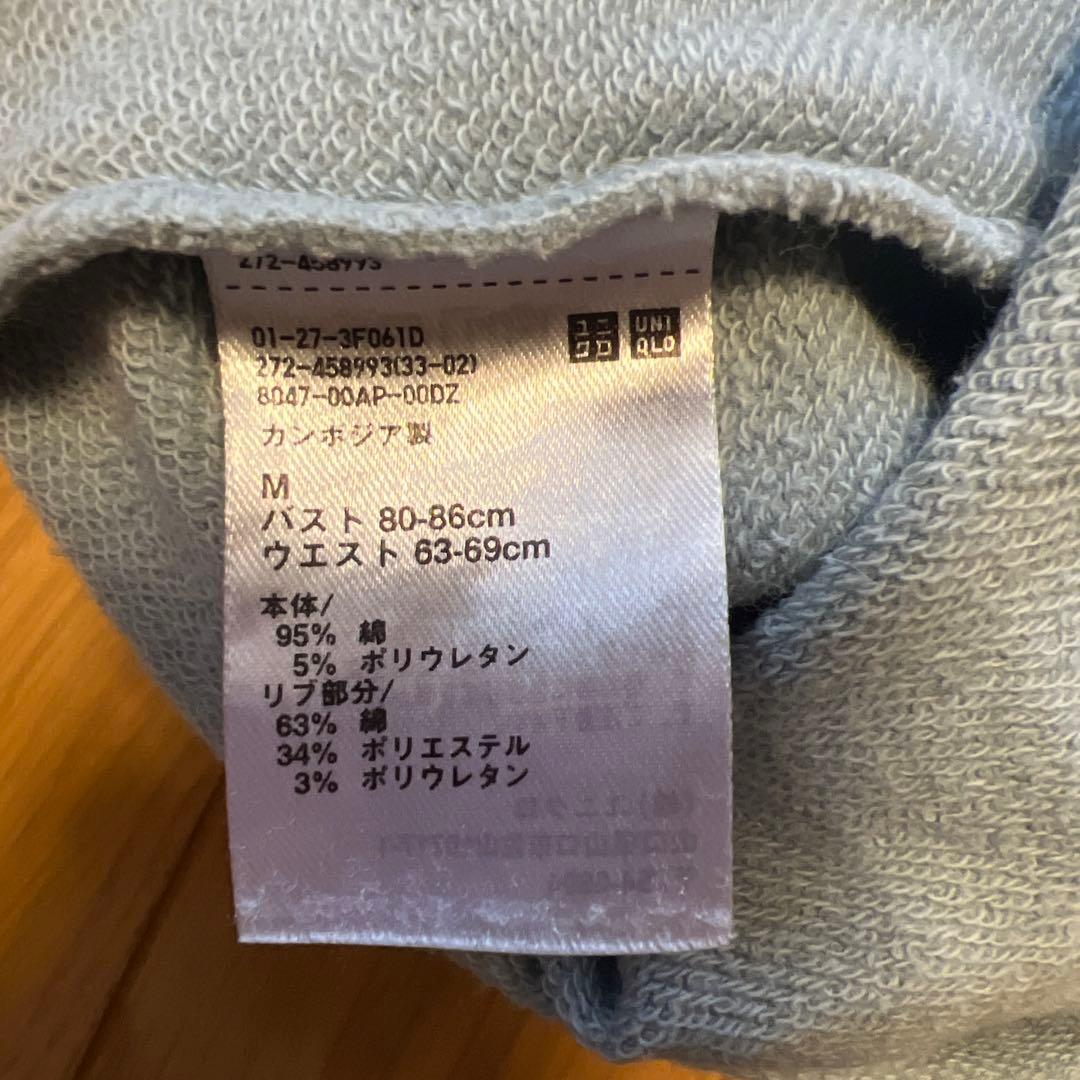 272-458993
01-27-3F061D
ユニクロ UNIQLO
272-458993(33-02)
8047-00AP-00DZ
カンボジア製
M
バスト 80-86cm
ウエスト 63-69cm
本体/
95% 綿
5% ポリウレタン
リブ部分/
63% 綿
34% ポリエステル
3% ポリウレタン